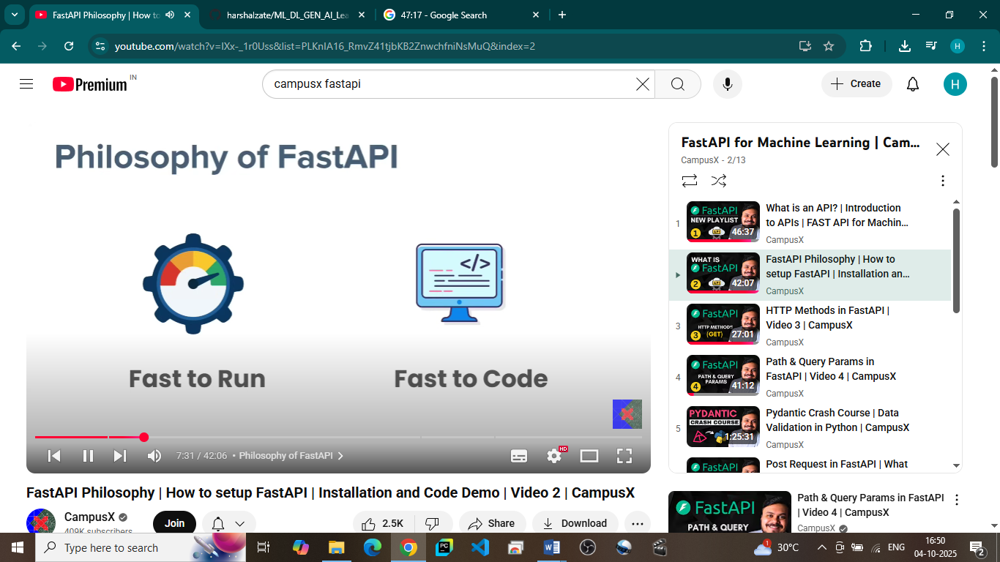 FastAPI Philosophy | How to
harshalzate/ML_DL_GEN_AI_Lea
47:17 - Google Search
youtube.com/watch?v=lXx-_1r0Uss&list=PLKnIA16_RmvZ41tjbKB2ZnwchfniNsMuQ&index=2
H
Premium IN
campusx fastapi
Create
H
Philosophy of FastAPI
Fast to Run
Fast to Code
7:31 / 42:06 • Philosophy of FastAPI
HD
FastAPI Philosophy | How to setup FastAPI | Installation and Code Demo | Video 2 | CampusX
CampusX
409K subscribers
Join
2.5K
Share
Download
FastAPI for Machine Learning | Cam...
CampusX - 2/13
1
FastAPI
NEW PLAYLIST
1
API
46:37
What is an API? | Introduction
to APIs | FAST API for Machin...
CampusX
WHAT IS
FastAPI
2
API
42:07
FastAPI Philosophy | How to
setup FastAPI | Installation an...
CampusX
3
FastAPI
HTTP METHODS
(GET)
3
27:01
HTTP Methods in FastAPI |
Video 3 | CampusX
CampusX
4
FastAPI
PATH & QUERY
PARAMS
4
41:12
Path & Query Params in
FastAPI | Video 4 | CampusX
CampusX
5
PYDANTIC
CRASH COURSE
1:25:31
Pydantic Crash Course | Data
Validation in Python | CampusX
CampusX
FastAPI
Post Request in FastAPI | What
FastAPI
PATH & QUERY
Path & Query Params in FastAPI
| Video 4 | CampusX
CampusX
Type here to search
PC
W
1
30°C
ENG
16:50
04-10-2025
2